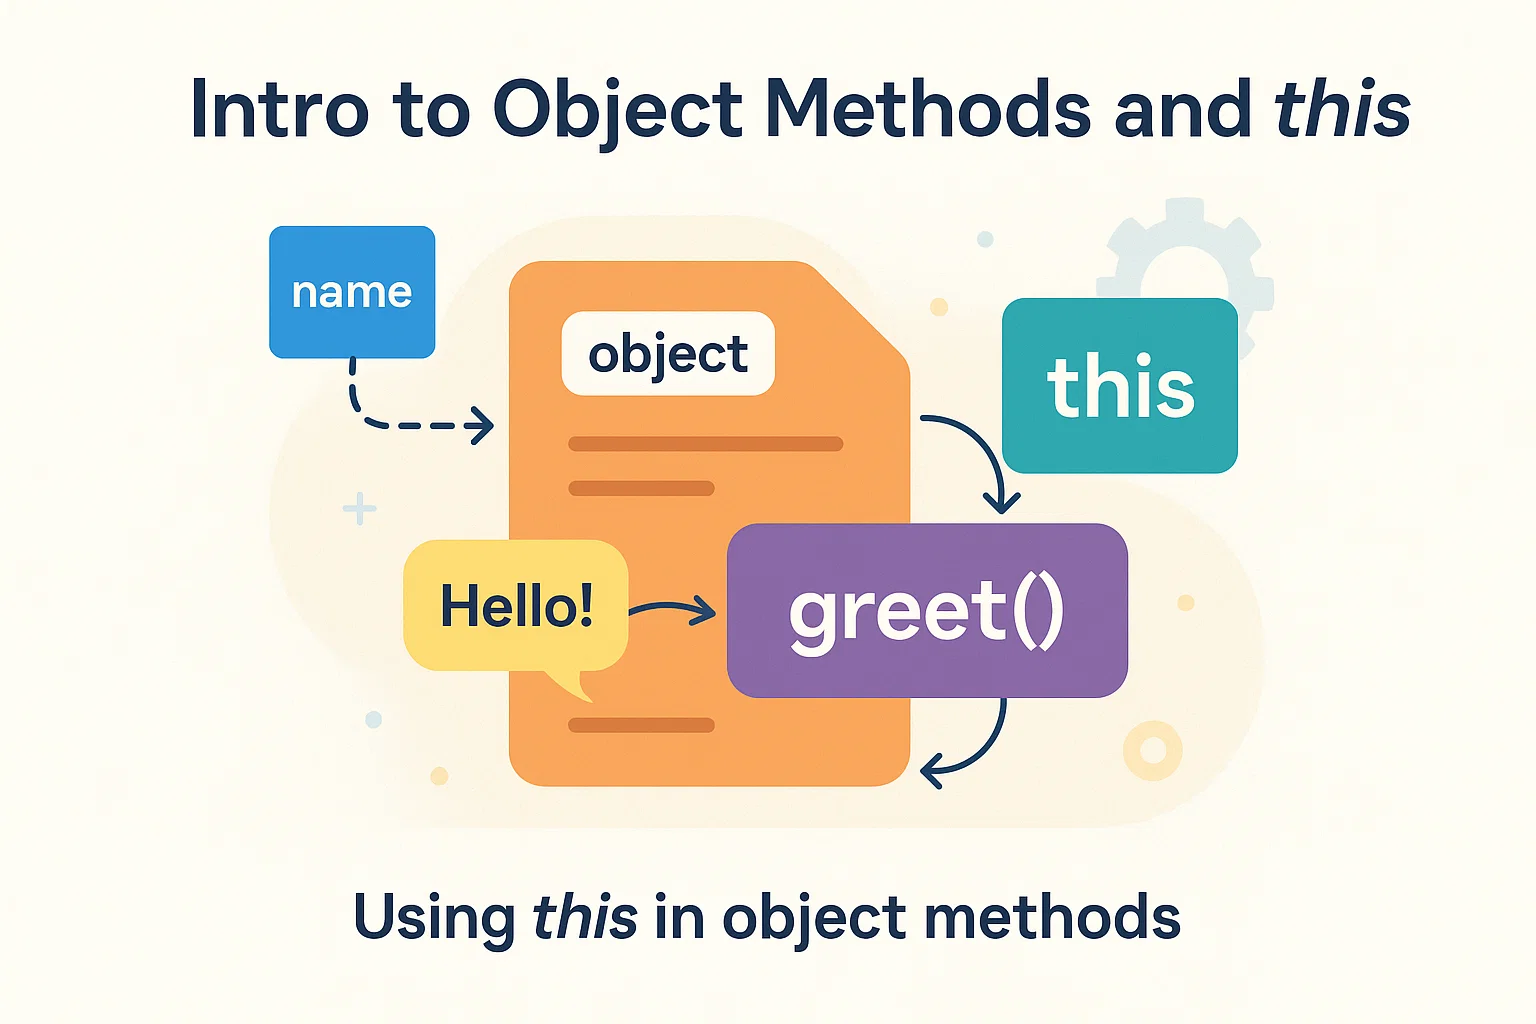 Intro to Object Methods and this
name
object
this
Hello!
greet()
Using this in object methods